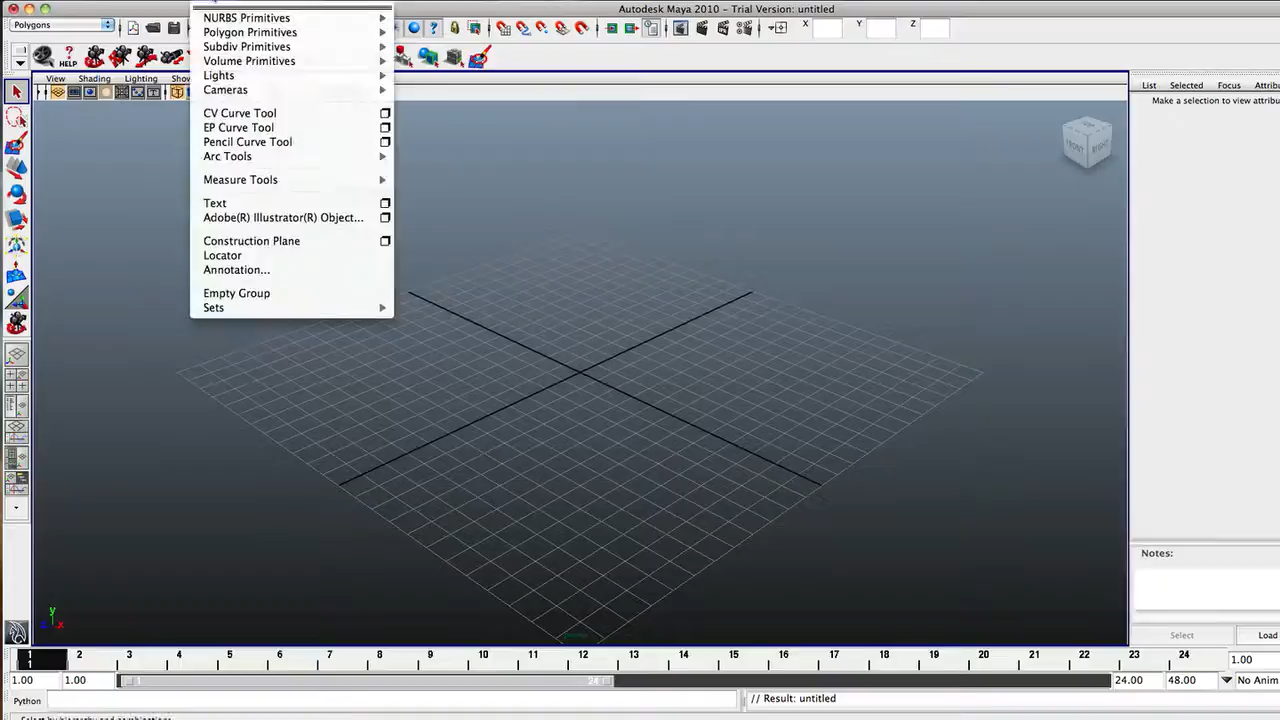 Autodesk Maya 2010 - Trial Version: untitled
Polygons
X
Y
Z
HELP
View
Shading
Lighting
NURBS Primitives
Polygon Primitives
Subdiv Primitives
Volume Primitives
Lights
Cameras
CV Curve Tool
EP Curve Tool
Pencil Curve Tool
Arc Tools
Measure Tools
Text
Adobe(R) Illustrator(R) Object...
Construction Plane
Locator
Annotation...
Empty Group
Sets
List Selected Focus
Make a selection to view
FRONT RIGHT
Notes:
Select
Load
y
x
1 2 3 4 5 6 7 8 9 10 11 12 13 14 15 16 17 18 19 20 21 22 23 24
1
1.00
1.00
1.00
1
24
24.00
48.00
No Anim
Python
// Result: untitled